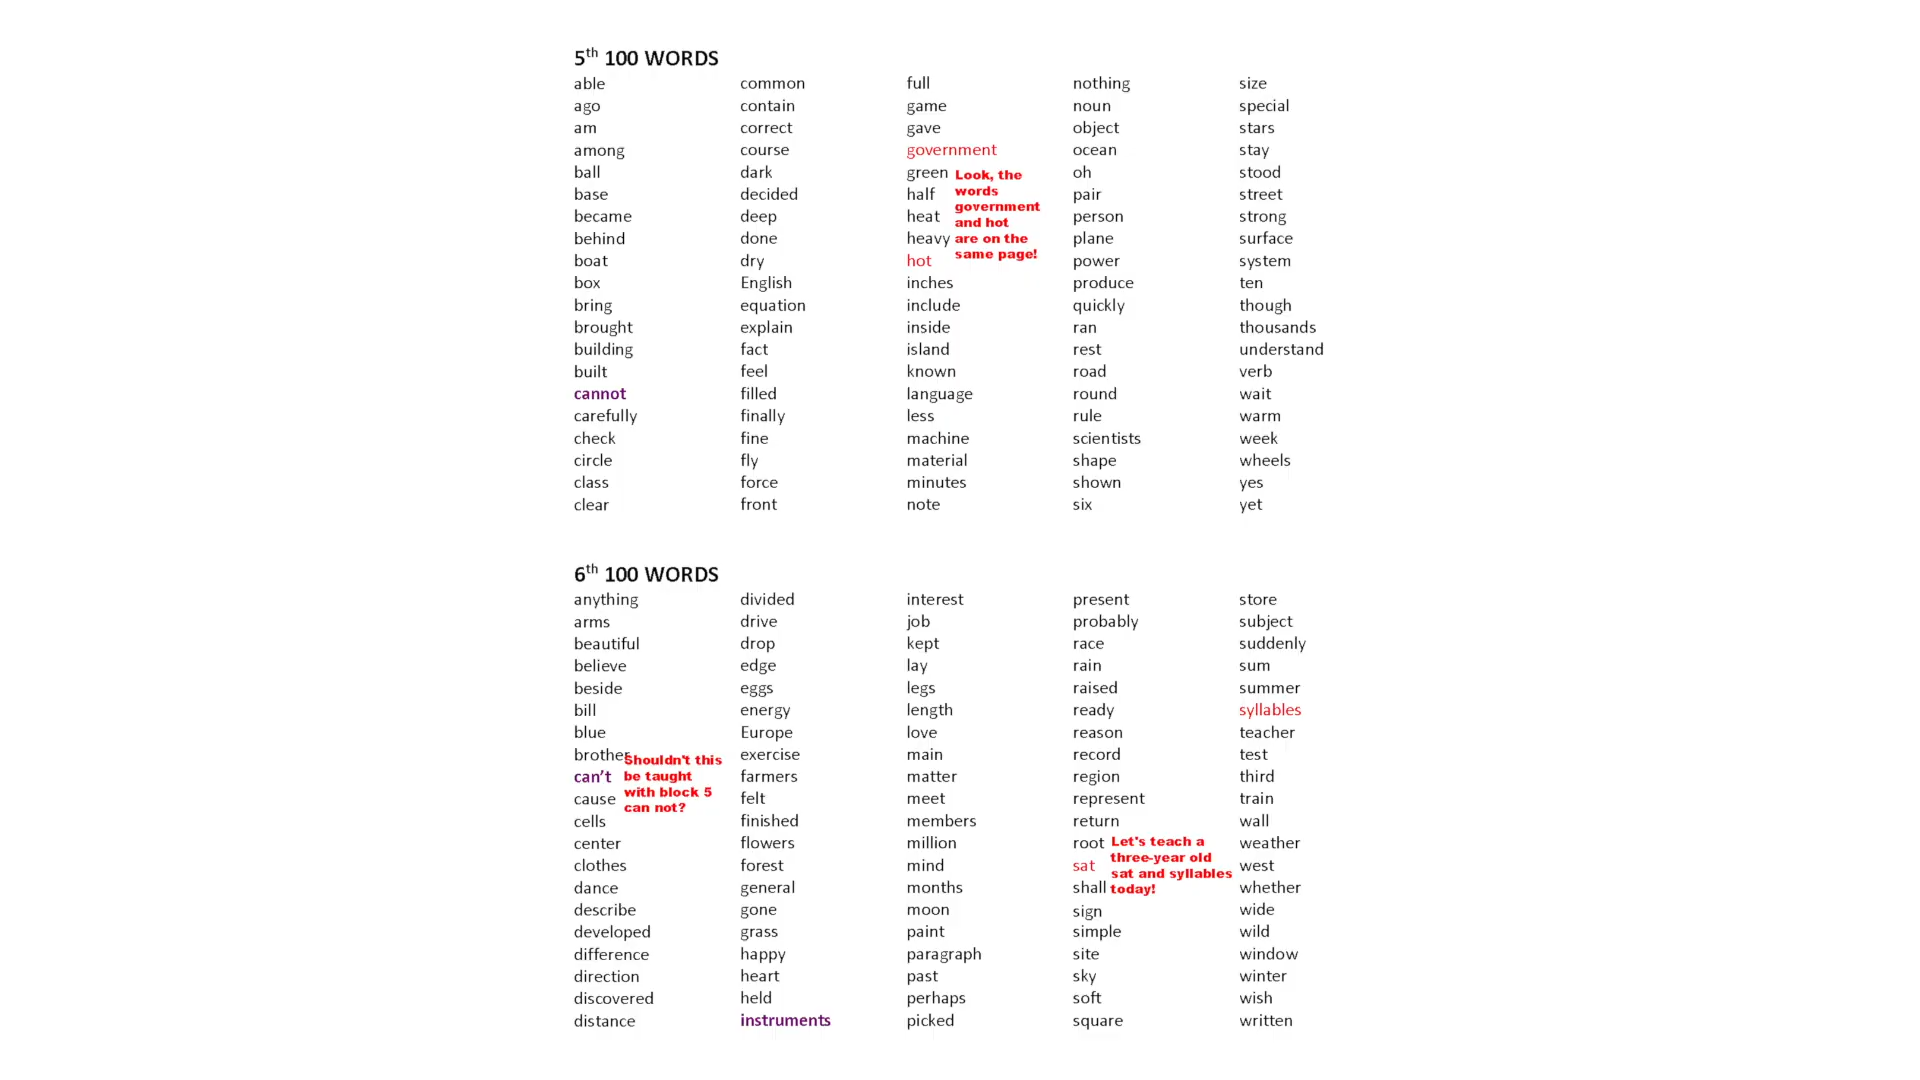 5th 100 WORDS
able common full nothing size
ago contain game noun special
am correct gave object stars
among course government ocean stay
ball dark green oh stood
base decided half pair street
became deep heat person strong
behind done heavy plane surface
boat dry hot power system
box English inches produce ten
bring equation include quickly though
brought explain inside ran thousands
building fact island rest understand
built feel known road verb
cannot filled language round wait
carefully finally less rule warm
check fine machine scientists week
circle fly material shape wheels
class force minutes shown yes
clear front note six yet
Look, the
words
government
and hot
are on the
same page!
6th 100 WORDS
anything divided interest present store
arms drive job probably subject
beautiful drop kept race suddenly
believe edge lay rain sum
beside eggs legs raised summer
bill energy length ready syllables
blue Europe love reason teacher
brother exercise main record test
can't farmers matter region third
cause felt meet represent train
cells finished members return wall
center flowers million root weather
clothes forest mind sat west
dance general months shall whether
describe gone moon sign wide
developed grass paint simple wild
difference happy paragraph site window
direction heart past sky winter
discovered held perhaps soft wish
distance instruments picked square written
Shouldn't this
be taught
with block 5
can not?
Let's teach a
three-year old
sat and syllables
today!